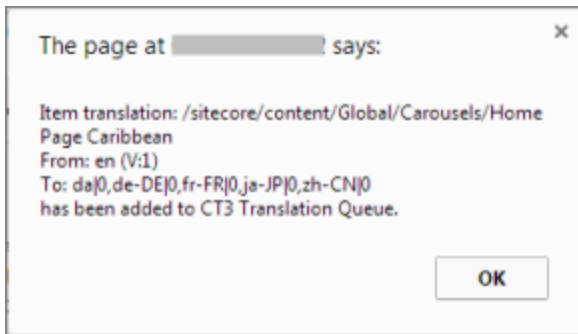 The page at says:
Item translation: /sitecore/content/Global/Carousels/Home
Page Caribbean
From: en (V:1)
To: da|0,de-DE|0,fr-FR|0,ja-JP|0,zh-CN|0
has been added to CT3 Translation Queue.
OK